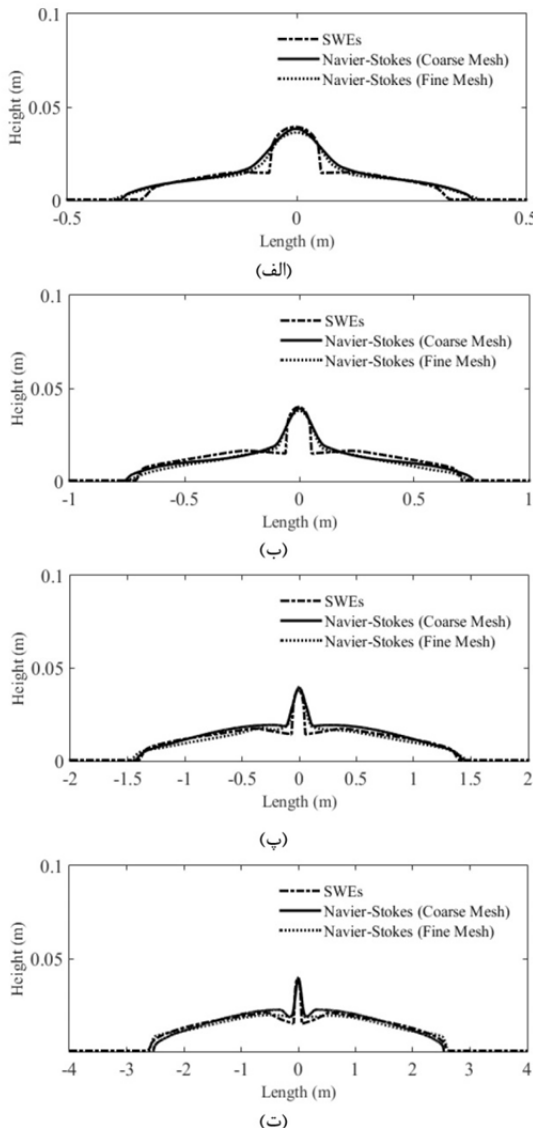 0.1
SWEs
Navier-Stokes (Coarse Mesh)
Navier-Stokes (Fine Mesh)
Height (m)
0.05
0
-0.5 0 0.5
Length (m)
(الف)
0.1
SWEs
Navier-Stokes (Coarse Mesh)
Navier-Stokes (Fine Mesh)
Height (m)
0.05
0
-1 -0.5 0 0.5 1
Length (m)
(ب)
0.1
SWEs
Navier-Stokes (Coarse Mesh)
Navier-Stokes (Fine Mesh)
Height (m)
0.05
0
-2 -1.5 -1 -0.5 0 0.5 1 1.5 2
Length (m)
(پ)
0.1
SWEs
Navier-Stokes (Coarse Mesh)
Navier-Stokes (Fine Mesh)
Height (m)
0.05
-4 -3 -2 -1 0 1 2 3 4
Length (m)
(ت)